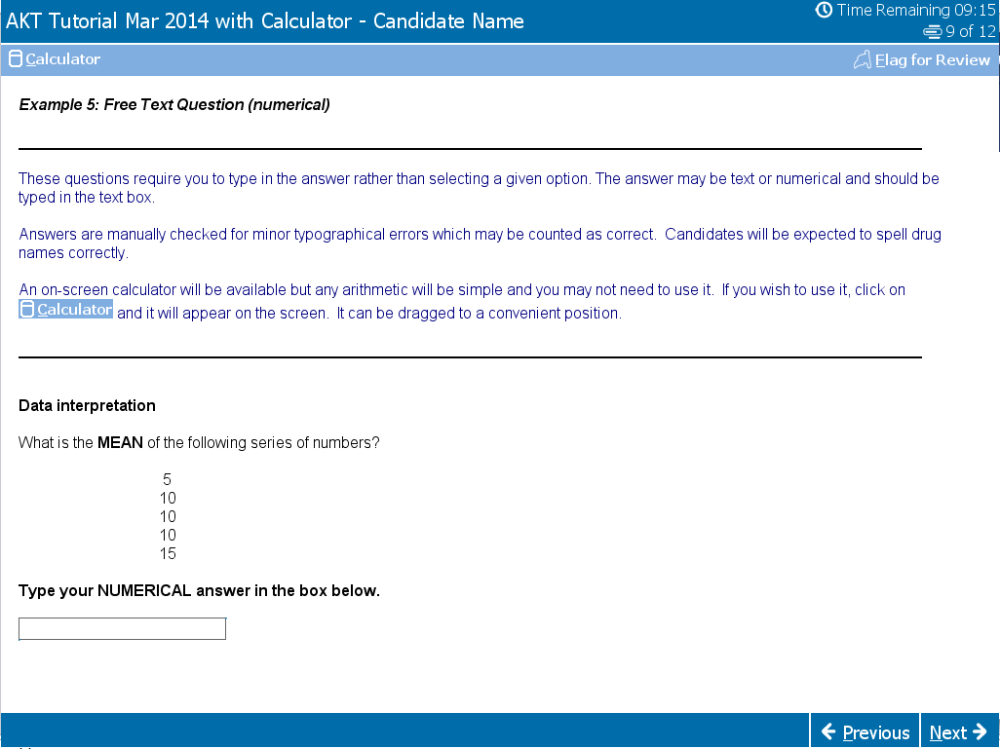 AKT Tutorial Mar 2014 with Calculator - Candidate Name
Time Remaining 09:15
9 of 12
Calculator
Flag for Review
Example 5: Free Text Question (numerical)
These questions require you to type in the answer rather than selecting a given option. The answer may be text or numerical and should be
typed in the text box.
Answers are manually checked for minor typographical errors which may be counted as correct.  Candidates will be expected to spell drug
names correctly.
An on-screen calculator will be available but any arithmetic will be simple and you may not need to use it.  If you wish to use it, click on
Calculator and it will appear on the screen.  It can be dragged to a convenient position.
Data interpretation
What is the MEAN of the following series of numbers?
5
10
10
10
15
Type your NUMERICAL answer in the box below.
Previous
Next